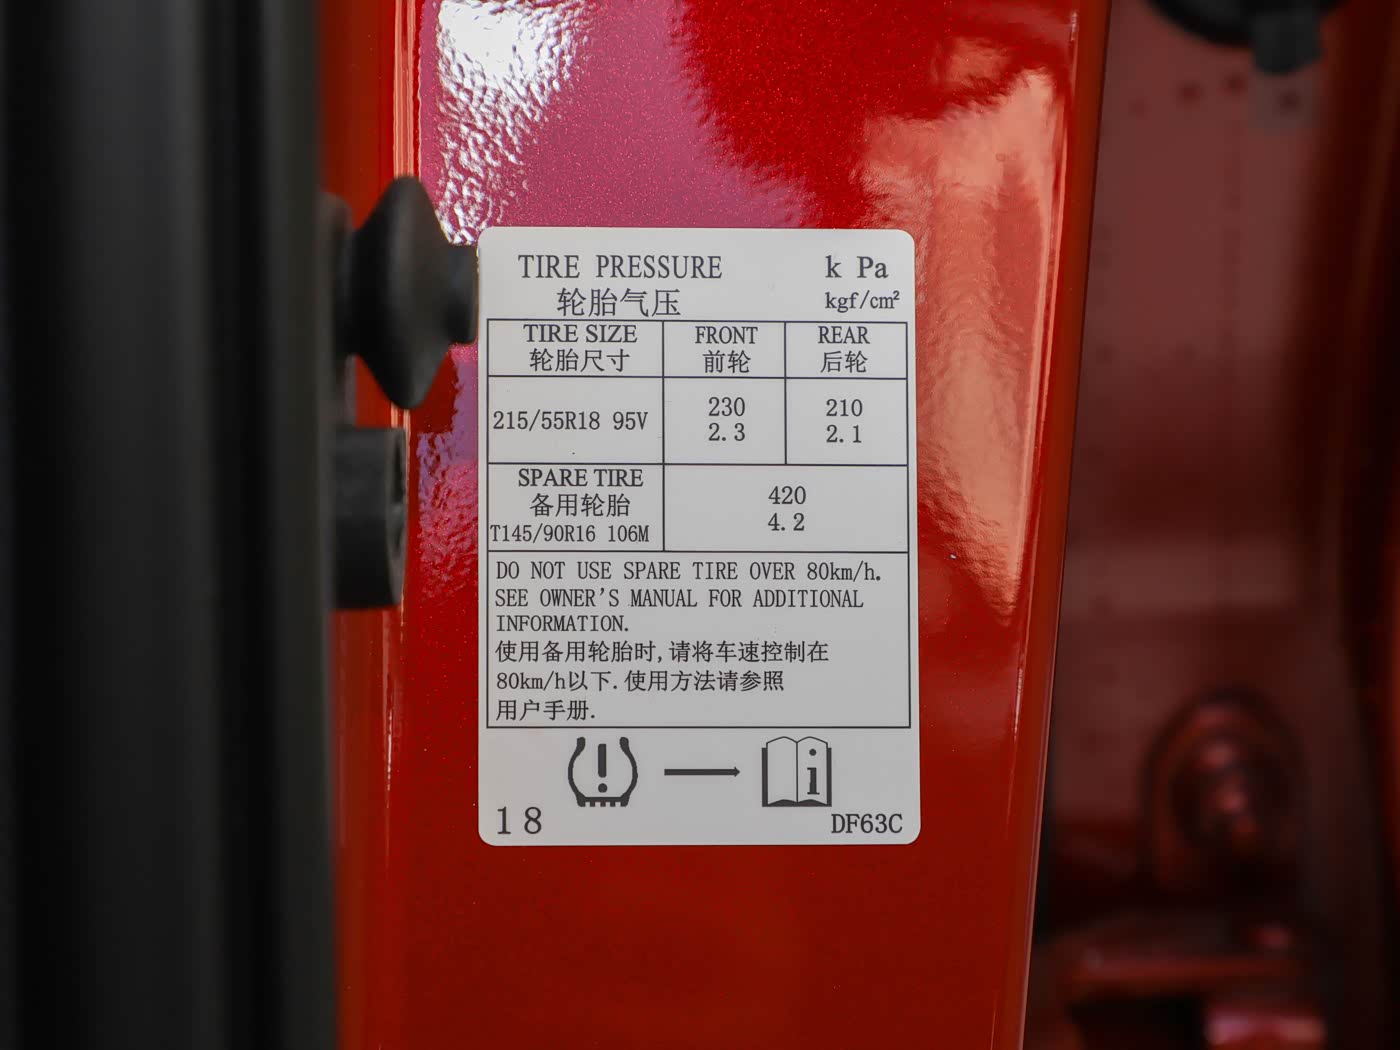 TIRE PRESSURE k Pa
轮胎气压 kgf/cm²
TIRE SIZE FRONT REAR
轮胎尺寸 前轮 后轮
215/55R18 95V
230 210
2.3 2.1
SPARE TIRE
备用轮胎
T145/90R16 106M
420
4.2
DO NOT USE SPARE TIRE OVER 80km/h.
SEE OWNER'S MANUAL FOR ADDITIONAL
INFORMATION.
使用备用轮胎时,请将车速控制在
80km/h以下.使用方法请参照
用户手册.
18 DF63C